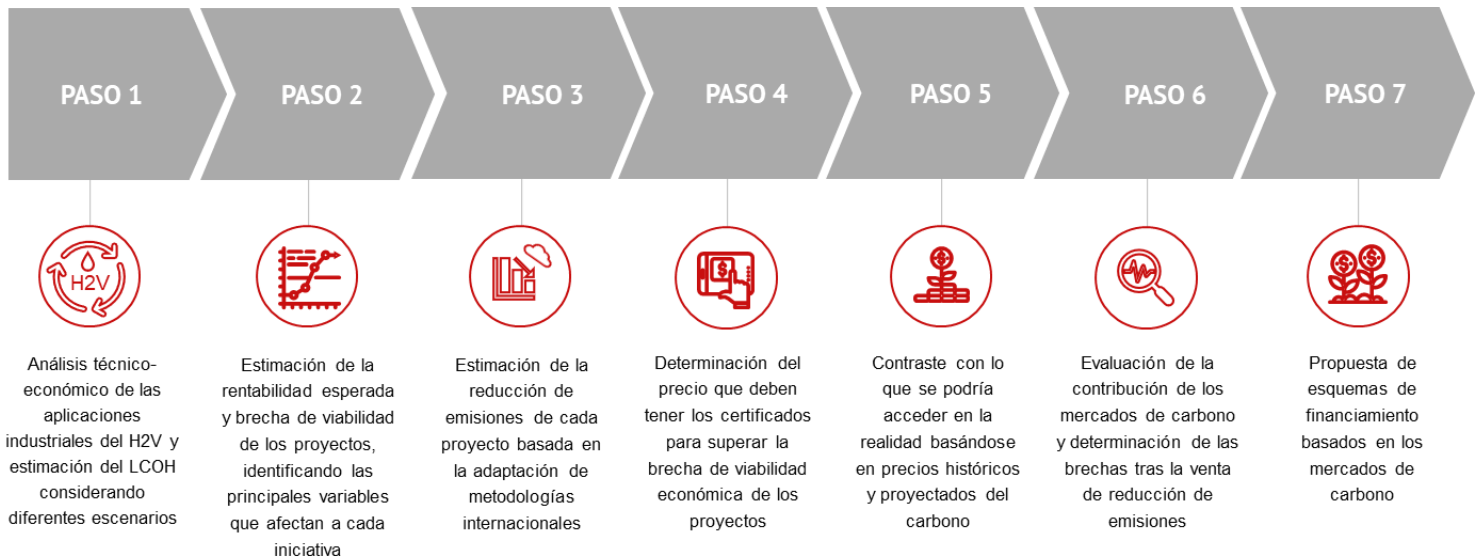 PASO 1
PASO 2
PASO 3
PASO 4
PASO 5
PASO 6
PASO 7
H2V
Análisis técnico-
económico de las
aplicaciones
industriales del H2V y
estimación del LCOH
considerando
diferentes escenarios
Estimación de la
rentabilidad esperada
y brecha de viabilidad
de los proyectos,
identificando las
principales variables
que afectan a cada
iniciativa
Estimación de la
reducción de
emisiones de cada
proyecto basada en
la adaptación de
metodologías
internacionales
Determinación del
precio que deben
tener los certificados
para superar la
brecha de viabilidad
económica de los
proyectos
Contraste con lo
que se podría
acceder en la
realidad basándose
en precios históricos
y proyectados del
carbono
Evaluación de la
contribución de los
mercados de carbono
y determinación de las
brechas tras la venta
de reducción de
emisiones
Propuesta de
esquemas de
financiamiento
basados en los
mercados de
carbono